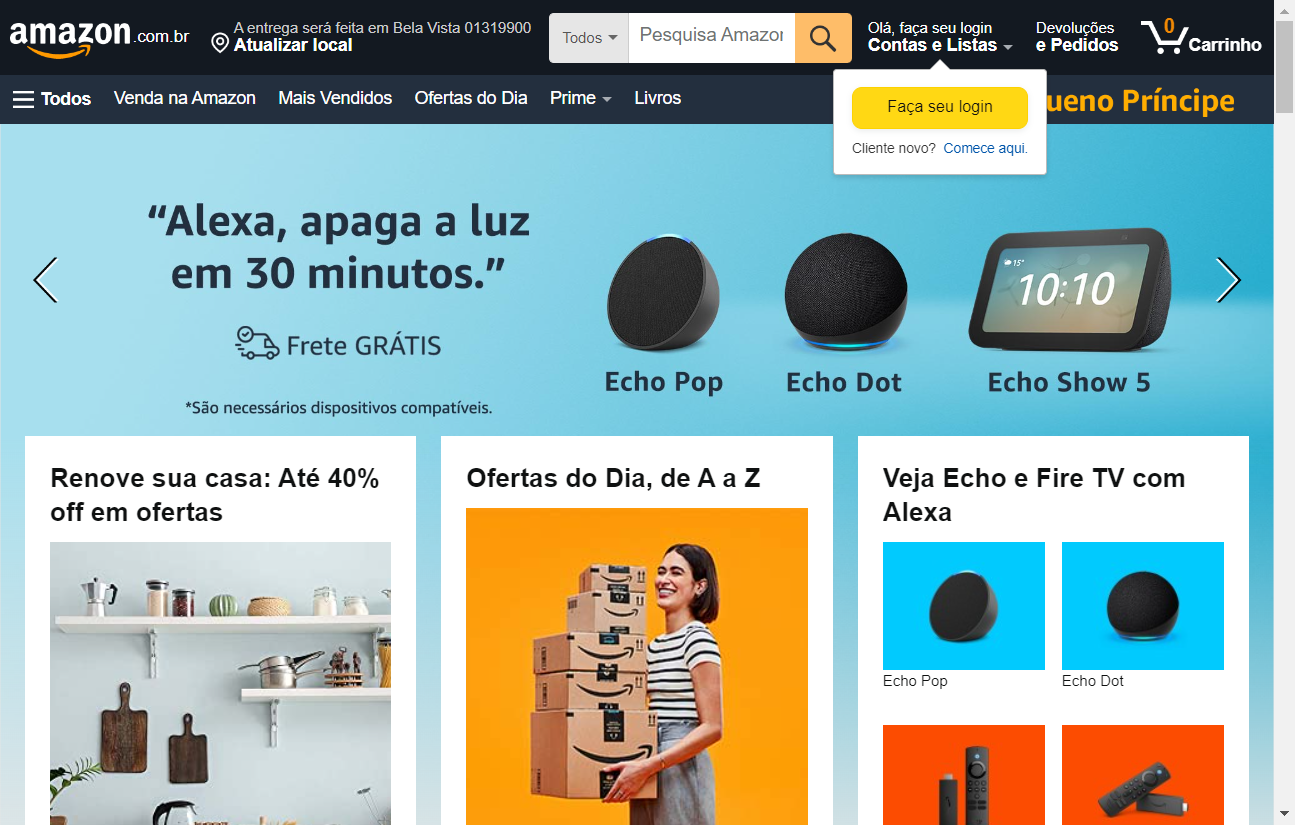 amazon.com.br
A entrega será feita em Bela Vista 01319900
Atualizar local
Todos
Pesquisa Amazon
Olá, faça seu login
Contas e Listas
Devoluções
e Pedidos
0
Carrinho
Todos
Venda na Amazon
Mais Vendidos
Ofertas do Dia
Prime
Livros
ueno Príncipe
Faça seu login
Cliente novo? Comece aqui.
“Alexa, apaga a luz
em 30 minutos.”
Frete GRÁTIS
*São necessários dispositivos compatíveis.
15°
10:10
Echo Pop
Echo Dot
Echo Show 5
Renove sua casa: Até 40%
off em ofertas
Ofertas do Dia, de A a Z
Veja Echo e Fire TV com
Alexa
Echo Pop
Echo Dot